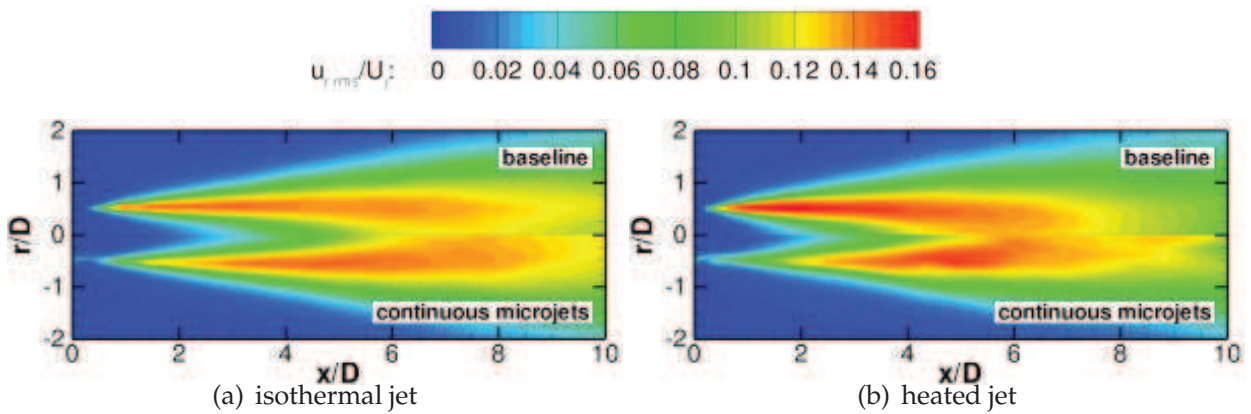 u_r rms/U_j: 0 0.02 0.04 0.06 0.08 0.1 0.12 0.14 0.16
2
1
0
-1
-2
r/D
baseline
continuous microjets
0 2 4 6 8 10
x/D
(a) isothermal jet
2
1
0
-1
-2
r/D
baseline
continuous microjets
0 2 4 6 8 10
x/D
(b) heated jet